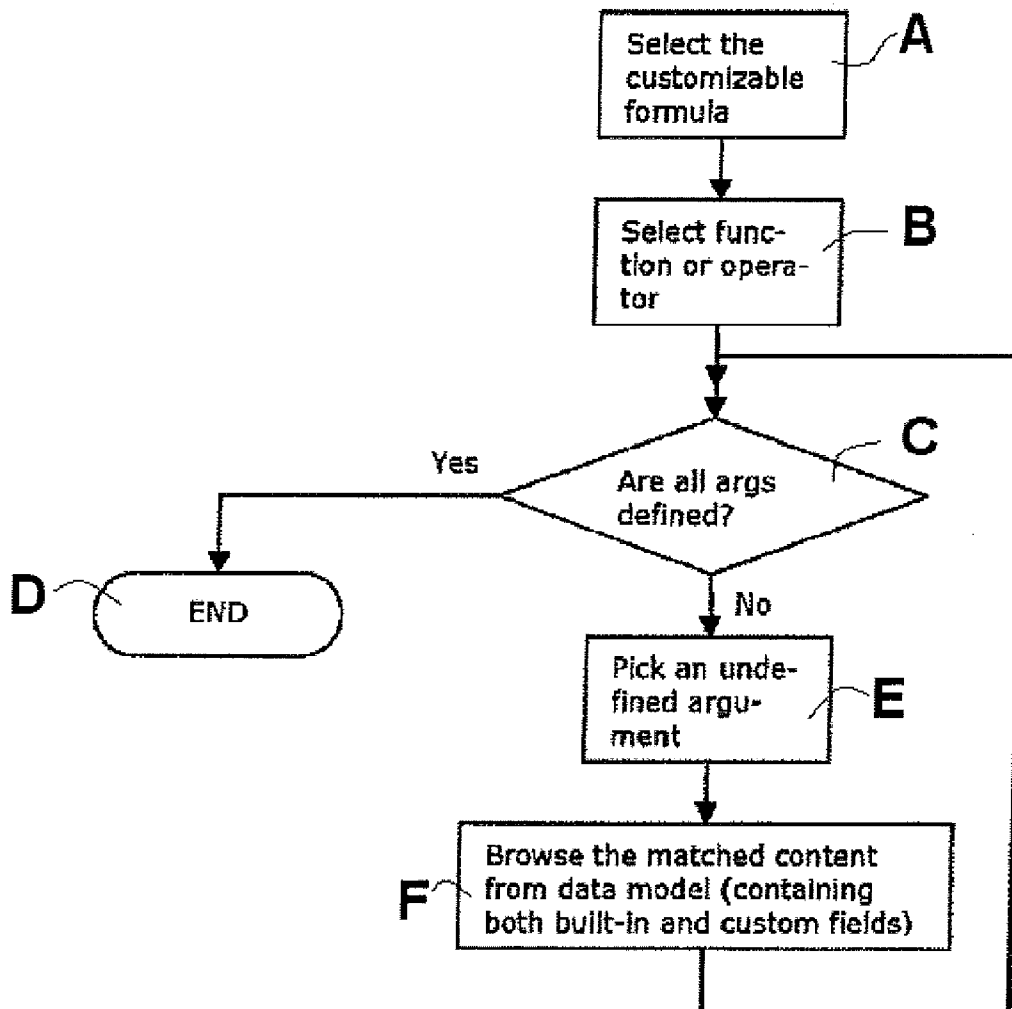 Select the
customizable
formula
A
Select func-
tion or opera-
tor
B
Are all args
defined?
C
Yes
D
END
No
Pick an unde-
fined argu-
ment
E
Browse the matched content
from data model (containing
both built-in and custom fields)
F